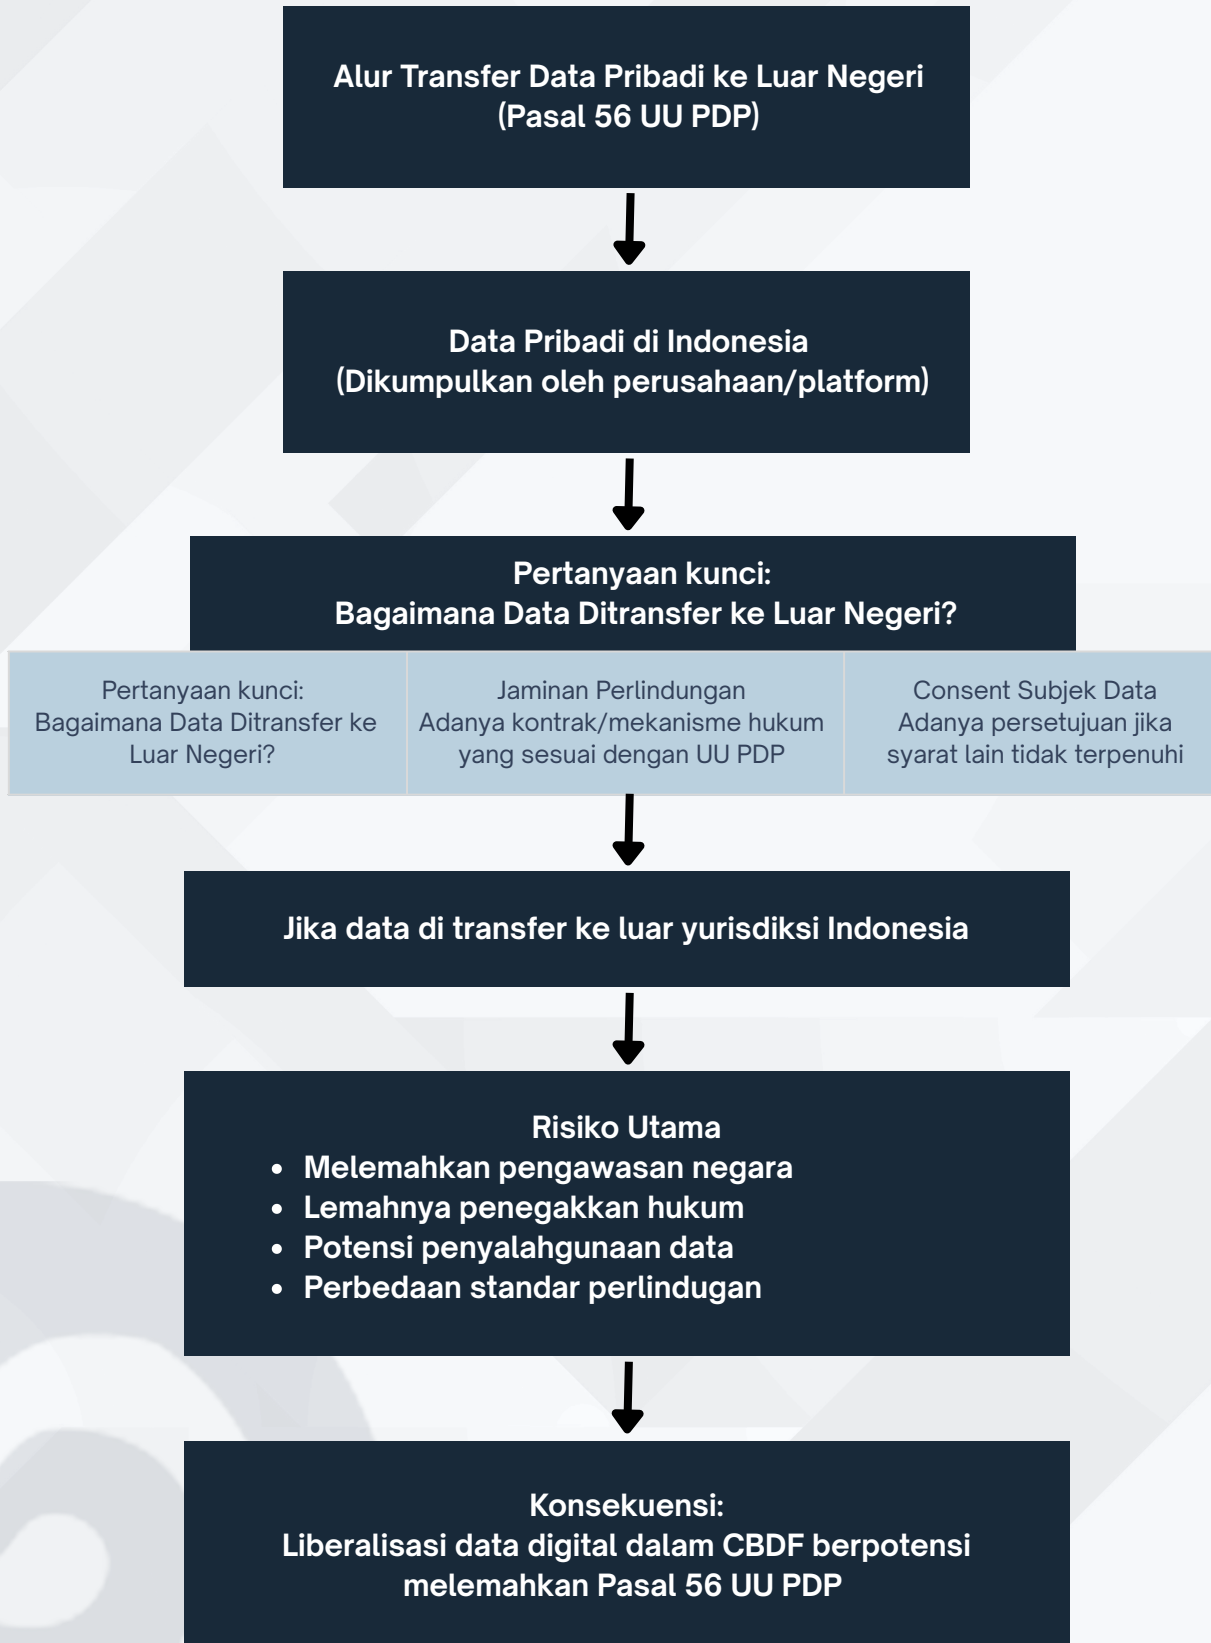 Alur Transfer Data Pribadi ke Luar Negeri
(Pasal 56 UU PDP)
Data Pribadi di Indonesia
(Dikumpulkan oleh perusahaan/platform)
Pertanyaan kunci:
Bagaimana Data Ditransfer ke Luar Negeri?
Pertanyaan kunci:
Bagaimana Data Ditransfer ke
Luar Negeri?
Jaminan Perlindungan
Adanya kontrak/mekanisme hukum
yang sesuai dengan UU PDP
Consent Subjek Data
Adanya persetujuan jika
syarat lain tidak terpenuhi
Jika data di transfer ke luar yurisdiksi Indonesia
Risiko Utama
• Melemahkan pengawasan negara
• Lemahnya penegakkan hukum
• Potensi penyalahgunaan data
• Perbedaan standar perlindugan
Konsekuensi:
Liberalisasi data digital dalam CBDF berpotensi
melemahkan Pasal 56 UU PDP